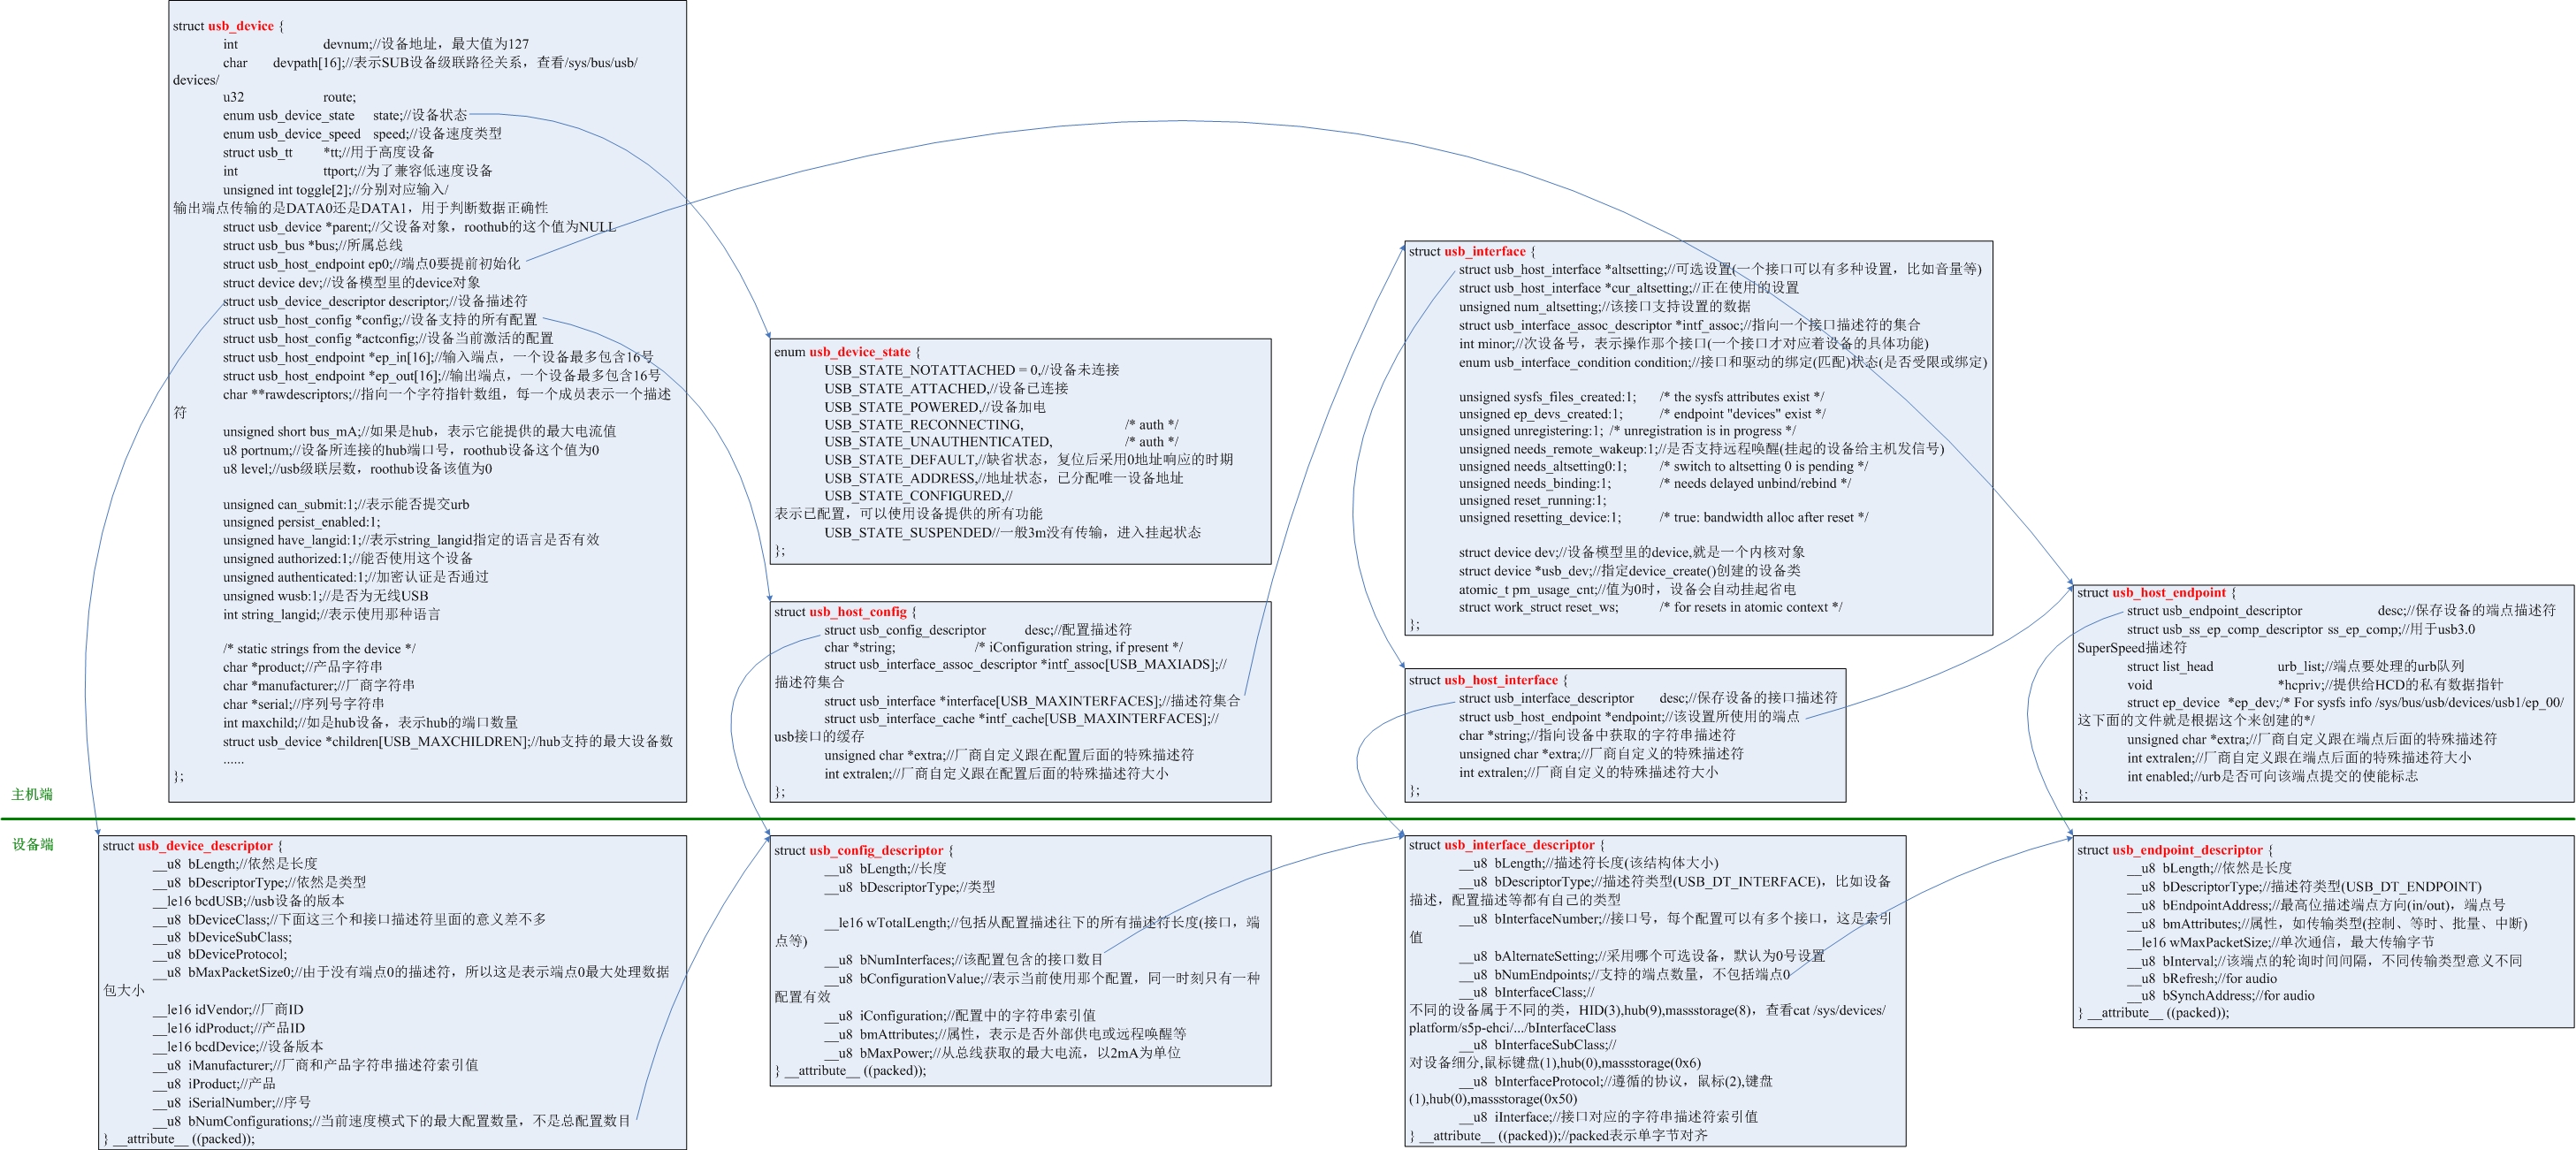 struct usb_device {
int devnum;//设备地址，最大值为127
char devpath[16];//表示SUB设备级联路径关系，查看/sys/bus/usb/
devices/
u32 route;
enum usb_device_state state;//设备状态
enum usb_device_speed speed;//设备速度类型
struct usb_tt *tt;//用于高度设备
int ttport;//为了兼容低速度设备
unsigned int toggle[2];//分别对应输入/
输出端点传输的是DATA0还是DATA1，用于判断数据正确性
struct usb_device *parent;//父设备对象，roothub的这个值为NULL
struct usb_bus *bus;//所属总线
struct usb_host_endpoint ep0;//端点0要提前初始化
struct device dev;//设备模型里的device对象
struct usb_device_descriptor descriptor;//设备描述符
struct usb_host_config *config;//设备支持的所有配置
struct usb_host_config *actconfig;//设备当前激活的配置
struct usb_host_endpoint *ep_in[16];//输入端点，一个设备最多包含16号
struct usb_host_endpoint *ep_out[16];//输出端点，一个设备最多包含16号
char **rawdescriptors;//指向一个字符指针数组，每一个成员表示一个描述
符
unsigned short bus_mA;//如果是hub，表示它能提供的最大电流值
u8 portnum;//设备所连接的hub端口号，roothub设备这个值为0
u8 level;//usb级联层数，roothub设备该值为0
unsigned can_submit:1;//表示能否提交urb
unsigned persist_enabled:1;
unsigned have_langid:1;//表示string_langid指定的语言是否有效
unsigned authorized:1;//能否使用这个设备
unsigned authenticated:1;//加密认证是否通过
unsigned wusb:1;//是否为无线USB
int string_langid;//表示使用那种语言
/* static strings from the device */
char *product;//产品字符串
char *manufacturer;//厂商字符串
char *serial;//序列号字符串
int maxchild;//如是hub设备，表示hub的端口数量
struct usb_device *children[USB_MAXCHILDREN];//hub支持的最大设备数
......
};
enum usb_device_state {
USB_STATE_NOTATTACHED = 0,//设备未连接
USB_STATE_ATTACHED,//设备已连接
USB_STATE_POWERED,//设备加电
USB_STATE_RECONNECTING, /* auth */
USB_STATE_UNAUTHENTICATED, /* auth */
USB_STATE_DEFAULT,//缺省状态，复位后采用0地址响应的时期
USB_STATE_ADDRESS,//地址状态，已分配唯一设备地址
USB_STATE_CONFIGURED,//
表示已配置，可以使用设备提供的所有功能
USB_STATE_SUSPENDED//一般3m没有传输，进入挂起状态
};
struct usb_host_config {
struct usb_config_descriptor desc;//配置描述符
char *string; /* iConfiguration string, if present */
struct usb_interface_assoc_descriptor *intf_assoc[USB_MAXIADS];//
描述符集合
struct usb_interface *interface[USB_MAXINTERFACES];//描述符集合
struct usb_interface_cache *intf_cache[USB_MAXINTERFACES];//
usb接口的缓存
unsigned char *extra;//厂商自定义跟在配置后面的特殊描述符
int extralen;//厂商自定义跟在配置后面的特殊描述符大小
};
struct usb_interface {
struct usb_host_interface *altsetting;//可选设置(一个接口可以有多种设置，比如音量等)
struct usb_host_interface *cur_altsetting;//正在使用的设置
unsigned num_altsetting;//该接口支持设置的数据
struct usb_interface_assoc_descriptor *intf_assoc;//指向一个接口描述符的集合
int minor;//次设备号，表示操作那个接口(一个接口才对应着设备的具体功能)
enum usb_interface_condition condition;//接口和驱动的绑定(匹配)状态(是否受限或绑定)
unsigned sysfs_files_created:1; /* the sysfs attributes exist */
unsigned ep_devs_created:1; /* endpoint "devices" exist */
unsigned unregistering:1; /* unregistration is in progress */
unsigned needs_remote_wakeup:1;//是否支持远程唤醒(挂起的设备给主机发信号)
unsigned needs_altsetting0:1; /* switch to altsetting 0 is pending */
unsigned needs_binding:1; /* needs delayed unbind/rebind */
unsigned reset_running:1;
unsigned resetting_device:1; /* true: bandwidth alloc after reset */
struct device dev;//设备模型里的device,就是一个内核对象
struct device *usb_dev;//指定device_create()创建的设备类
atomic_t pm_usage_cnt;//值为0时，设备会自动挂起省电
struct work_struct reset_ws; /* for resets in atomic context */
};
struct usb_host_interface {
struct usb_interface_descriptor desc;//保存设备的接口描述符
struct usb_host_endpoint *endpoint;//该设置所使用的端点
char *string;//指向设备中获取的字符串描述符
unsigned char *extra;//厂商自定义的特殊描述符
int extralen;//厂商自定义的特殊描述符大小
};
struct usb_host_endpoint {
struct usb_endpoint_descriptor desc;//保存设备的端点描述符
struct usb_ss_ep_comp_descriptor ss_ep_comp;//用于usb3.0
SuperSpeed描述符
struct list_head urb_list;//端点要处理的urb队列
void *hcpriv;//提供给HCD的私有数据指针
struct ep_device *ep_dev;/* For sysfs info /sys/bus/usb/devices/usb1/ep_00/
这下面的文件就是根据这个来创建的*/
unsigned char *extra;//厂商自定义跟在端点后面的特殊描述符
int extralen;//厂商自定义跟在端点后面的特殊描述符大小
int enabled;//urb是否可向该端点提交的使能标志
};
主机端
设备端
struct usb_device_descriptor {
__u8 bLength;//依然是长度
__u8 bDescriptorType;//依然是类型
__le16 bcdUSB;//usb设备的版本
__u8 bDeviceClass;//下面这三个和接口描述符里面的意义差不多
__u8 bDeviceSubClass;
__u8 bDeviceProtocol;
__u8 bMaxPacketSize0;//由于没有端点0的描述符，所以这是表示端点0最大处理数据
包大小
__le16 idVendor;//厂商ID
__le16 idProduct;//产品ID
__le16 bcdDevice;//设备版本
__u8 iManufacturer;//厂商和产品字符串描述符索引值
__u8 iProduct;//产品
__u8 iSerialNumber;//序号
__u8 bNumConfigurations;//当前速度模式下的最大配置数量，不是总配置数目
} __attribute__ ((packed));
struct usb_config_descriptor {
__u8 bLength;//长度
__u8 bDescriptorType;//类型
__le16 wTotalLength;//包括从配置描述往下的所有描述符长度(接口，端
点等)
__u8 bNumInterfaces;//该配置包含的接口数目
__u8 bConfigurationValue;//表示当前使用那个配置，同一时刻只有一种
配置有效
__u8 iConfiguration;//配置中的字符串索引值
__u8 bmAttributes;//属性，表示是否外部供电或远程唤醒等
__u8 bMaxPower;//从总线获取的最大电流，以2mA为单位
} __attribute__ ((packed));
struct usb_interface_descriptor {
__u8 bLength;//描述符长度(该结构体大小)
__u8 bDescriptorType;//描述符类型(USB_DT_INTERFACE)，比如设备
描述，配置描述等都有自己的类型
__u8 bInterfaceNumber;//接口号，每个配置可以有多个接口，这是索引
值
__u8 bAlternateSetting;//采用哪个可选设备，默认为0号设置
__u8 bNumEndpoints;//支持的端点数量，不包括端点0
__u8 bInterfaceClass;//
不同的设备属于不同的类，HID(3),hub(9),massstorage(8)，查看cat /sys/devices/
platform/s5p-ehci/.../bInterfaceClass
__u8 bInterfaceSubClass;//
对设备细分,鼠标键盘(1),hub(0),massstorage(0x6)
__u8 bInterfaceProtocol;//遵循的协议，鼠标(2),键盘
(1),hub(0),massstorage(0x50)
__u8 iInterface;//接口对应的字符串描述符索引值
} __attribute__ ((packed));//packed表示单字节对齐
struct usb_endpoint_descriptor {
__u8 bLength;//依然是长度
__u8 bDescriptorType;//描述符类型(USB_DT_ENDPOINT)
__u8 bEndpointAddress;//最高位描述端点方向(in/out)，端点号
__u8 bmAttributes;//属性，如传输类型(控制、等时、批量、中断)
__le16 wMaxPacketSize;//单次通信，最大传输字节
__u8 bInterval;//该端点的轮询时间间隔，不同传输类型意义不同
__u8 bRefresh;//for audio
__u8 bSynchAddress;//for audio
} __attribute__ ((packed));